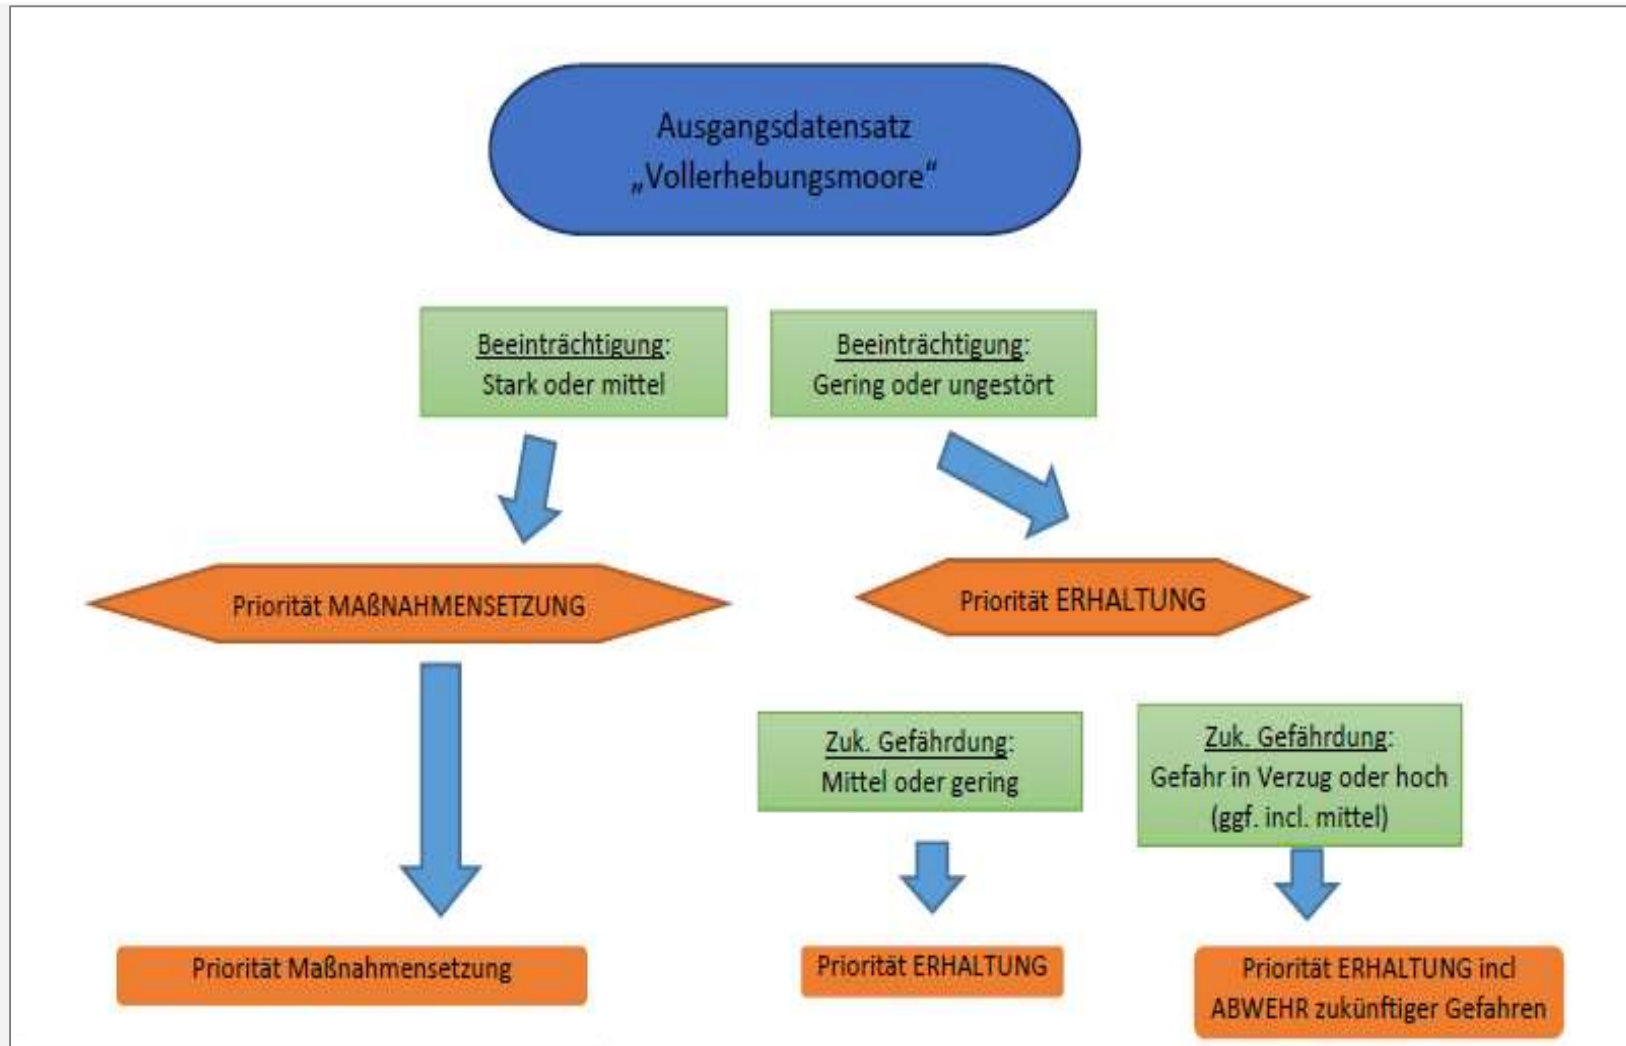 Ausgangsdatensatz
„Vollerhebungsmoore“
Beeinträchtigung:
Stark oder mittel
Beeinträchtigung:
Gering oder ungestört
Priorität MAßNAHMENSETZUNG
Priorität ERHALTUNG
Zuk. Gefährdung:
Mittel oder gering
Zuk. Gefährdung:
Gefahr in Verzug oder hoch
(ggf. incl. mittel)
Priorität Maßnahmensetzung
Priorität ERHALTUNG
Priorität ERHALTUNG incl
ABWEHR zukünftiger Gefahren